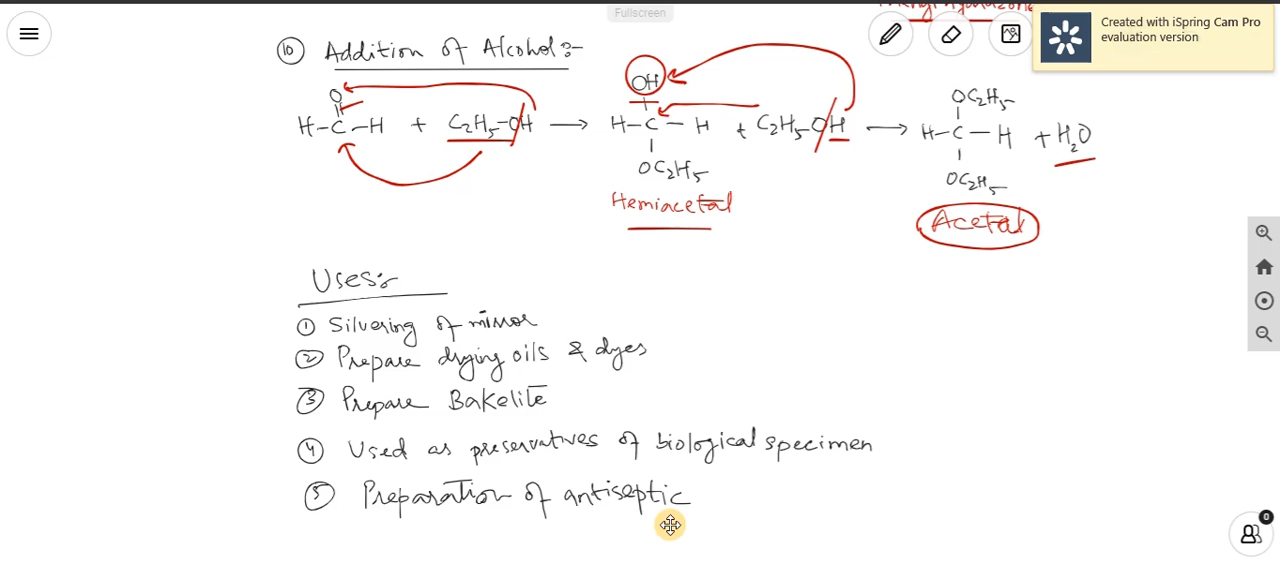 Fullscreen
Created with iSpring Cam Pro
evaluation version
⑩ Addition of Alcohol:-
O OH OC₂H₅
H-C-H + C₂H₅-OH → H-C-H + C₂H₅OH → H-C-H + H₂O
OC₂H₅ OC₂H₅
Hemiacetal Acetal
Uses:
① Silvering of mirror
② Prepare drying oils & dyes
③ Prepare Bakelite
④ Used as preservatives of biological specimen
⑤ Preparation of antiseptic
0